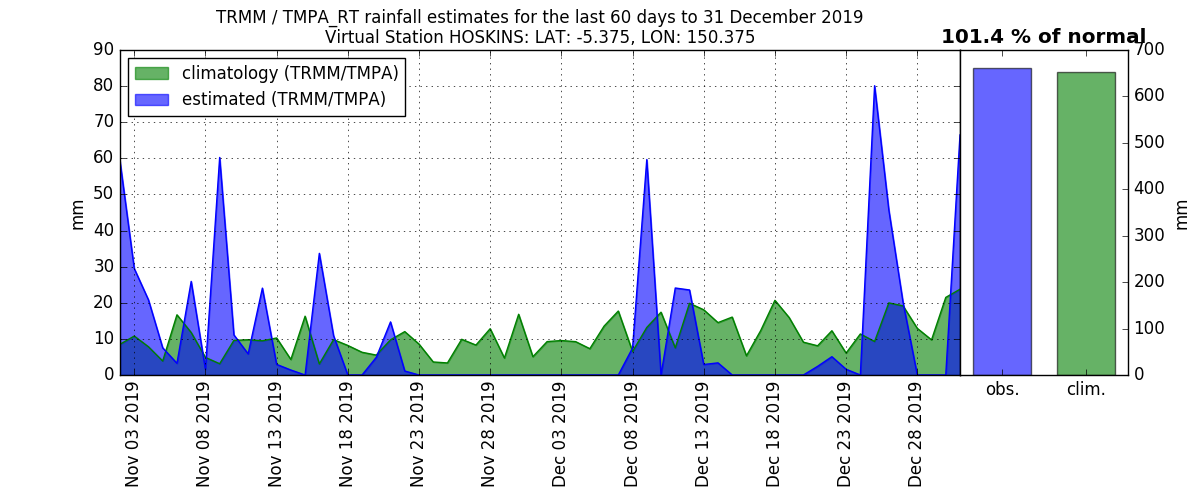 TRMM / TMPA_RT rainfall estimates for the last 60 days to 31 December 2019
Virtual Station HOSKINS: LAT: -5.375, LON: 150.375
101.4 % of normal
climatology (TRMM/TMPA)
estimated (TRMM/TMPA)
90
80
70
60
50
40
30
20
10
0
mm
Nov 03 2019
Nov 08 2019
Nov 13 2019
Nov 18 2019
Nov 23 2019
Nov 28 2019
Dec 03 2019
Dec 08 2019
Dec 13 2019
Dec 18 2019
Dec 23 2019
Dec 28 2019
obs.
clim.
700
600
500
400
300
200
100
0
mm